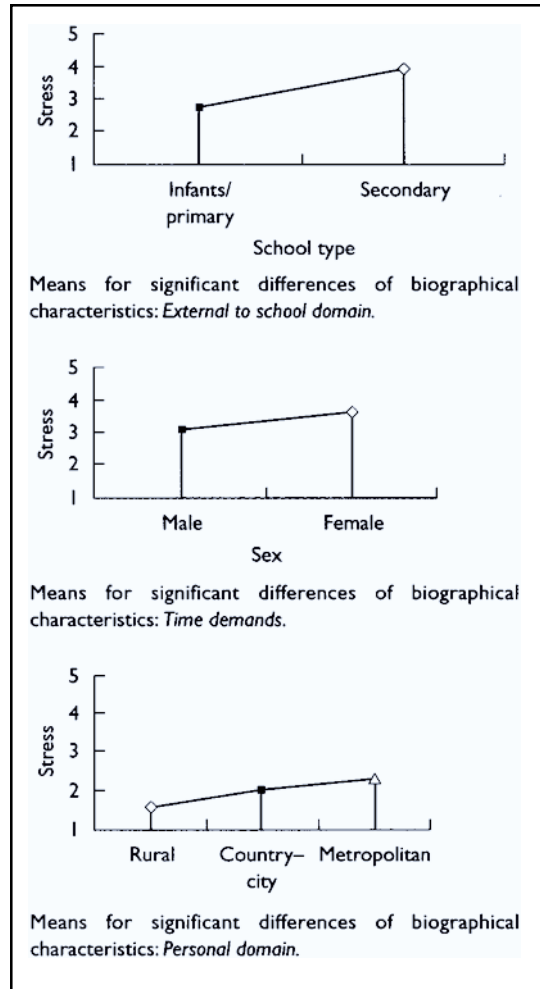 5
4
3
2
1
Stress
Infants/
primary
Secondary
School type
Means for significant differences of biographical
characteristics: External to school domain.
5
4
3
2
1
Stress
Male
Female
Sex
Means for significant differences of biographical
characteristics: Time demands.
5
4
3
2
1
Stress
Rural
Country–
city
Metropolitan
Means for significant differences of biographical
characteristics: Personal domain.